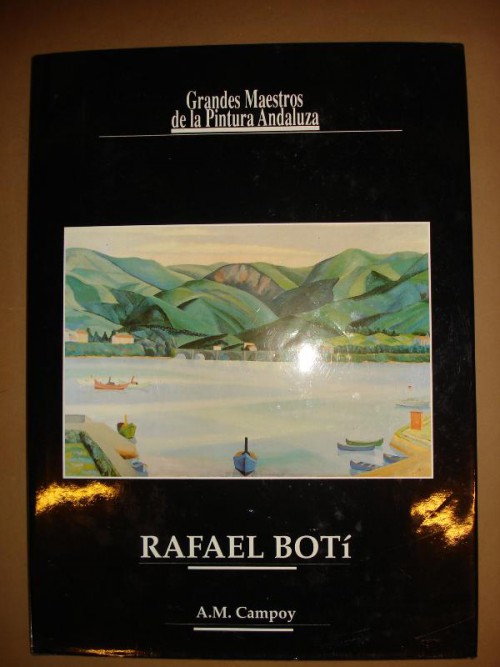 Grandes Maestros
de la Pintura Andaluza
RAFAEL BOTí
A.M. Campoy